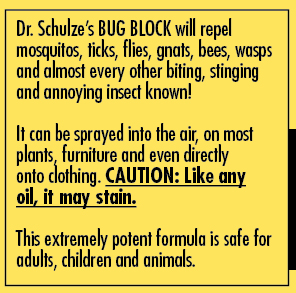 Dr. Schulze's BUG BLOCK will repel
mosquitos, ticks, flies, gnats, bees, wasps
and almost every other biting, stinging
and annoying insect known!
It can be sprayed into the air, on most
plants, furniture and even directly
onto clothing. CAUTION: Like any
oil, it may stain.
This extremely potent formula is safe for
adults, children and animals.